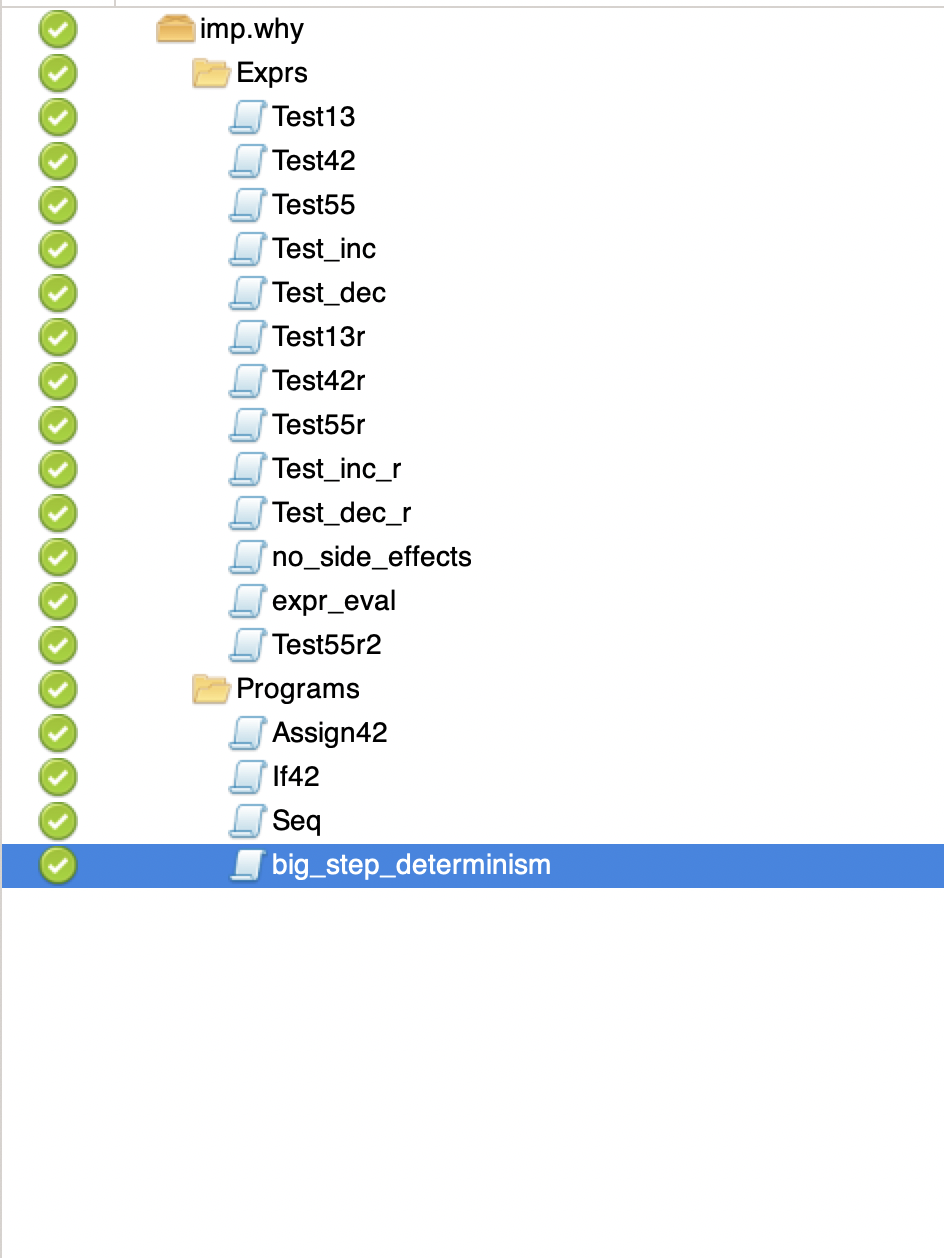 imp.why
Exprs
Test13
Test42
Test55
Test_inc
Test_dec
Test13r
Test42r
Test55r
Test_inc_r
Test_dec_r
no_side_effects
expr_eval
Test55r2
Programs
Assign42
If42
Seq
big_step_determinism